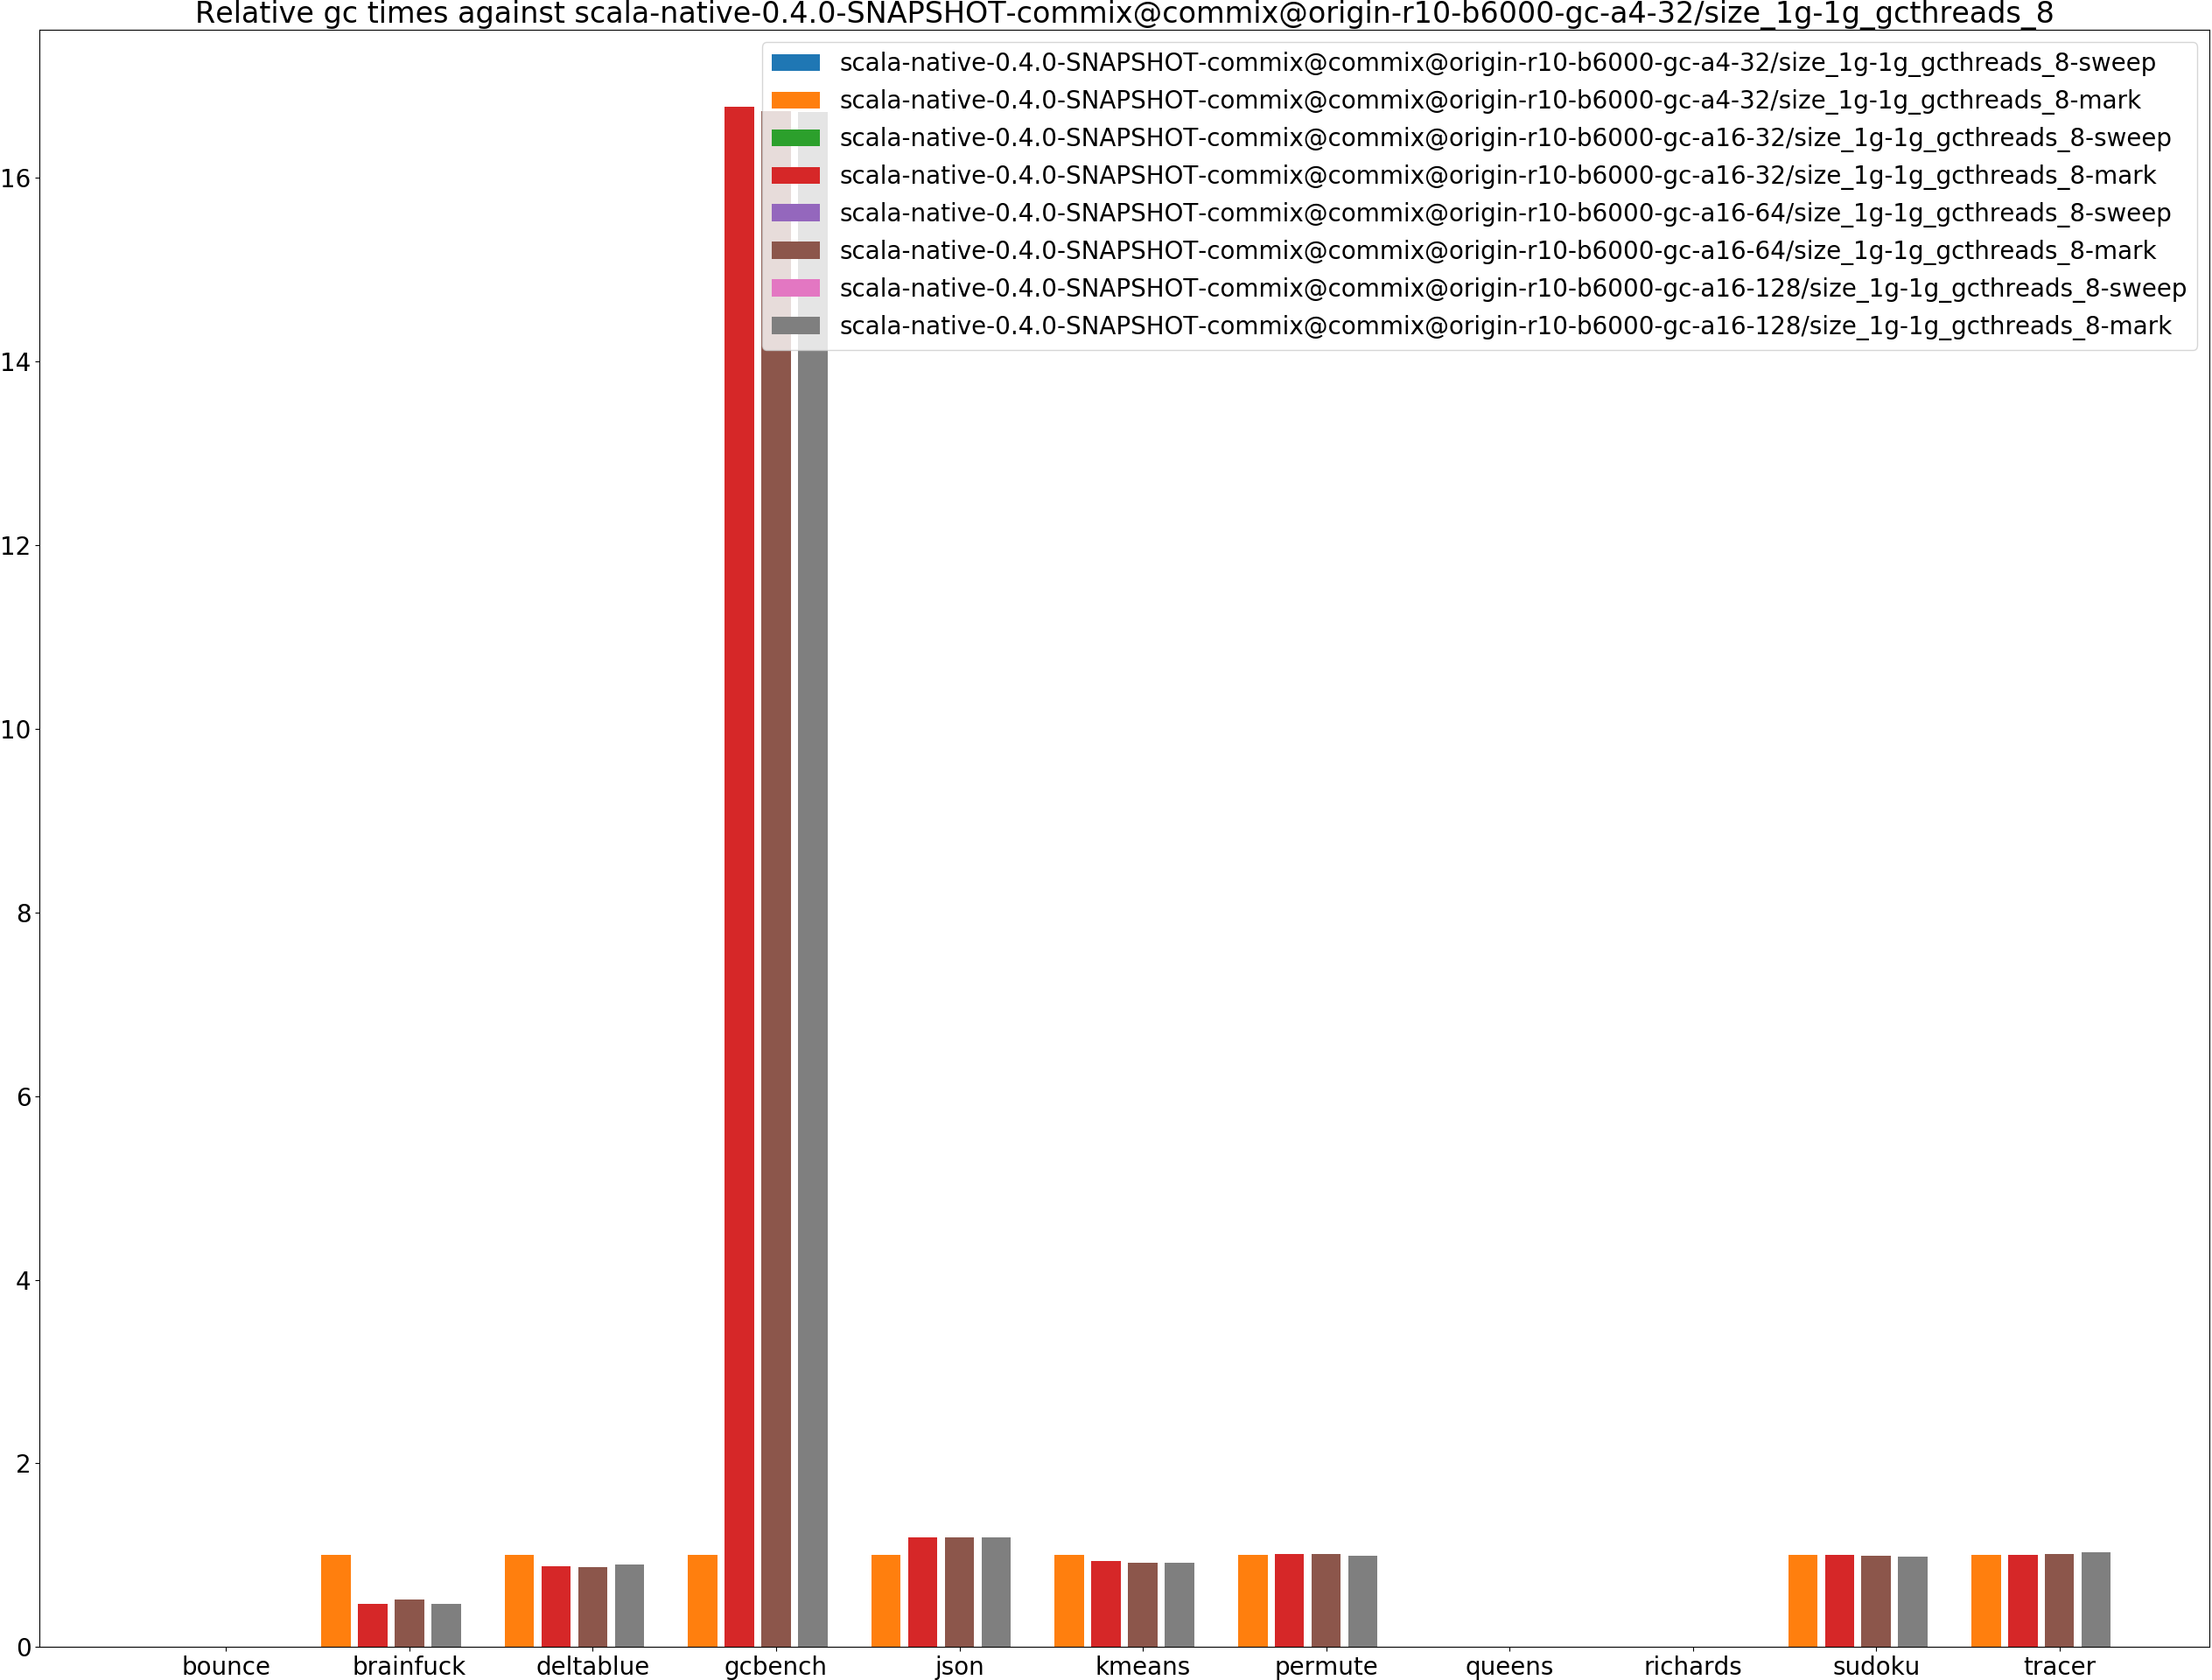 Relative gc times against scala-native-0.4.0-SNAPSHOT-commix@commix@origin-r10-b6000-gc-a4-32/size_1g-1g_gcthreads_8
scala-native-0.4.0-SNAPSHOT-commix@commix@origin-r10-b6000-gc-a4-32/size_1g-1g_gcthreads_8-sweep
scala-native-0.4.0-SNAPSHOT-commix@commix@origin-r10-b6000-gc-a4-32/size_1g-1g_gcthreads_8-mark
scala-native-0.4.0-SNAPSHOT-commix@commix@origin-r10-b6000-gc-a16-32/size_1g-1g_gcthreads_8-sweep
scala-native-0.4.0-SNAPSHOT-commix@commix@origin-r10-b6000-gc-a16-32/size_1g-1g_gcthreads_8-mark
scala-native-0.4.0-SNAPSHOT-commix@commix@origin-r10-b6000-gc-a16-64/size_1g-1g_gcthreads_8-sweep
scala-native-0.4.0-SNAPSHOT-commix@commix@origin-r10-b6000-gc-a16-64/size_1g-1g_gcthreads_8-mark
scala-native-0.4.0-SNAPSHOT-commix@commix@origin-r10-b6000-gc-a16-128/size_1g-1g_gcthreads_8-sweep
scala-native-0.4.0-SNAPSHOT-commix@commix@origin-r10-b6000-gc-a16-128/size_1g-1g_gcthreads_8-mark
16
14
12
10
8
6
4
2
0
bounce brainfuck deltablue gcbench json kmeans permute queens richards sudoku tracer